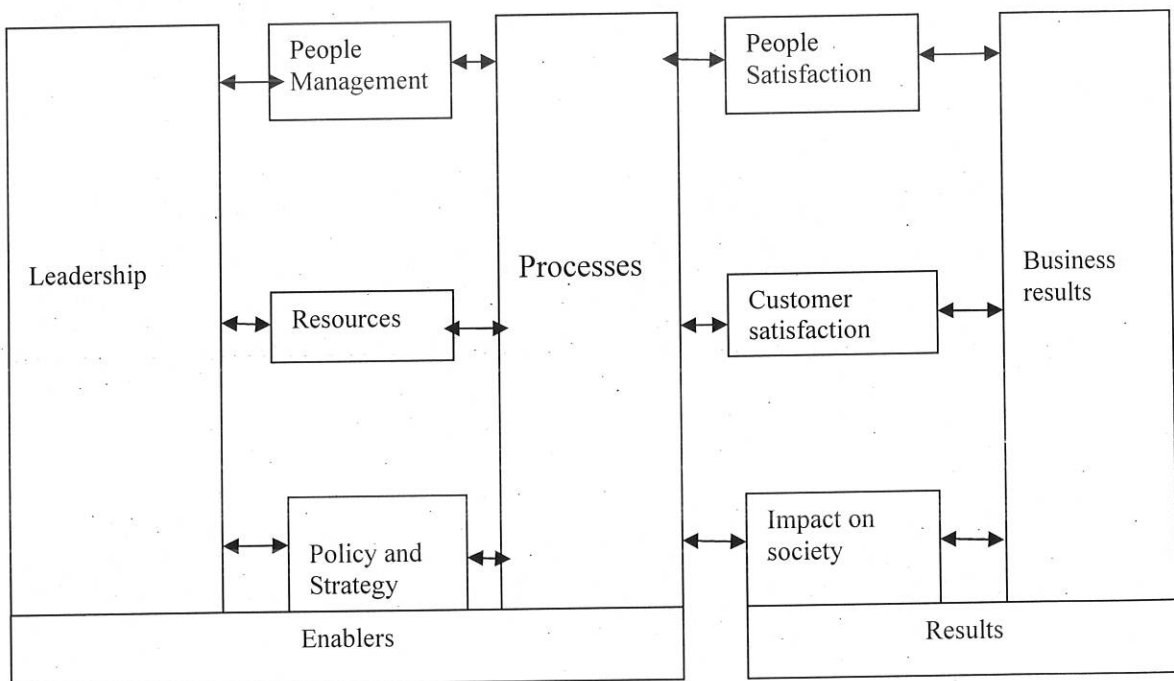 People
Management
People
Satisfaction
Leadership
Processes
Business
results
Resources
Customer
satisfaction
Policy and
Strategy
Impact on
society
Enablers
Results